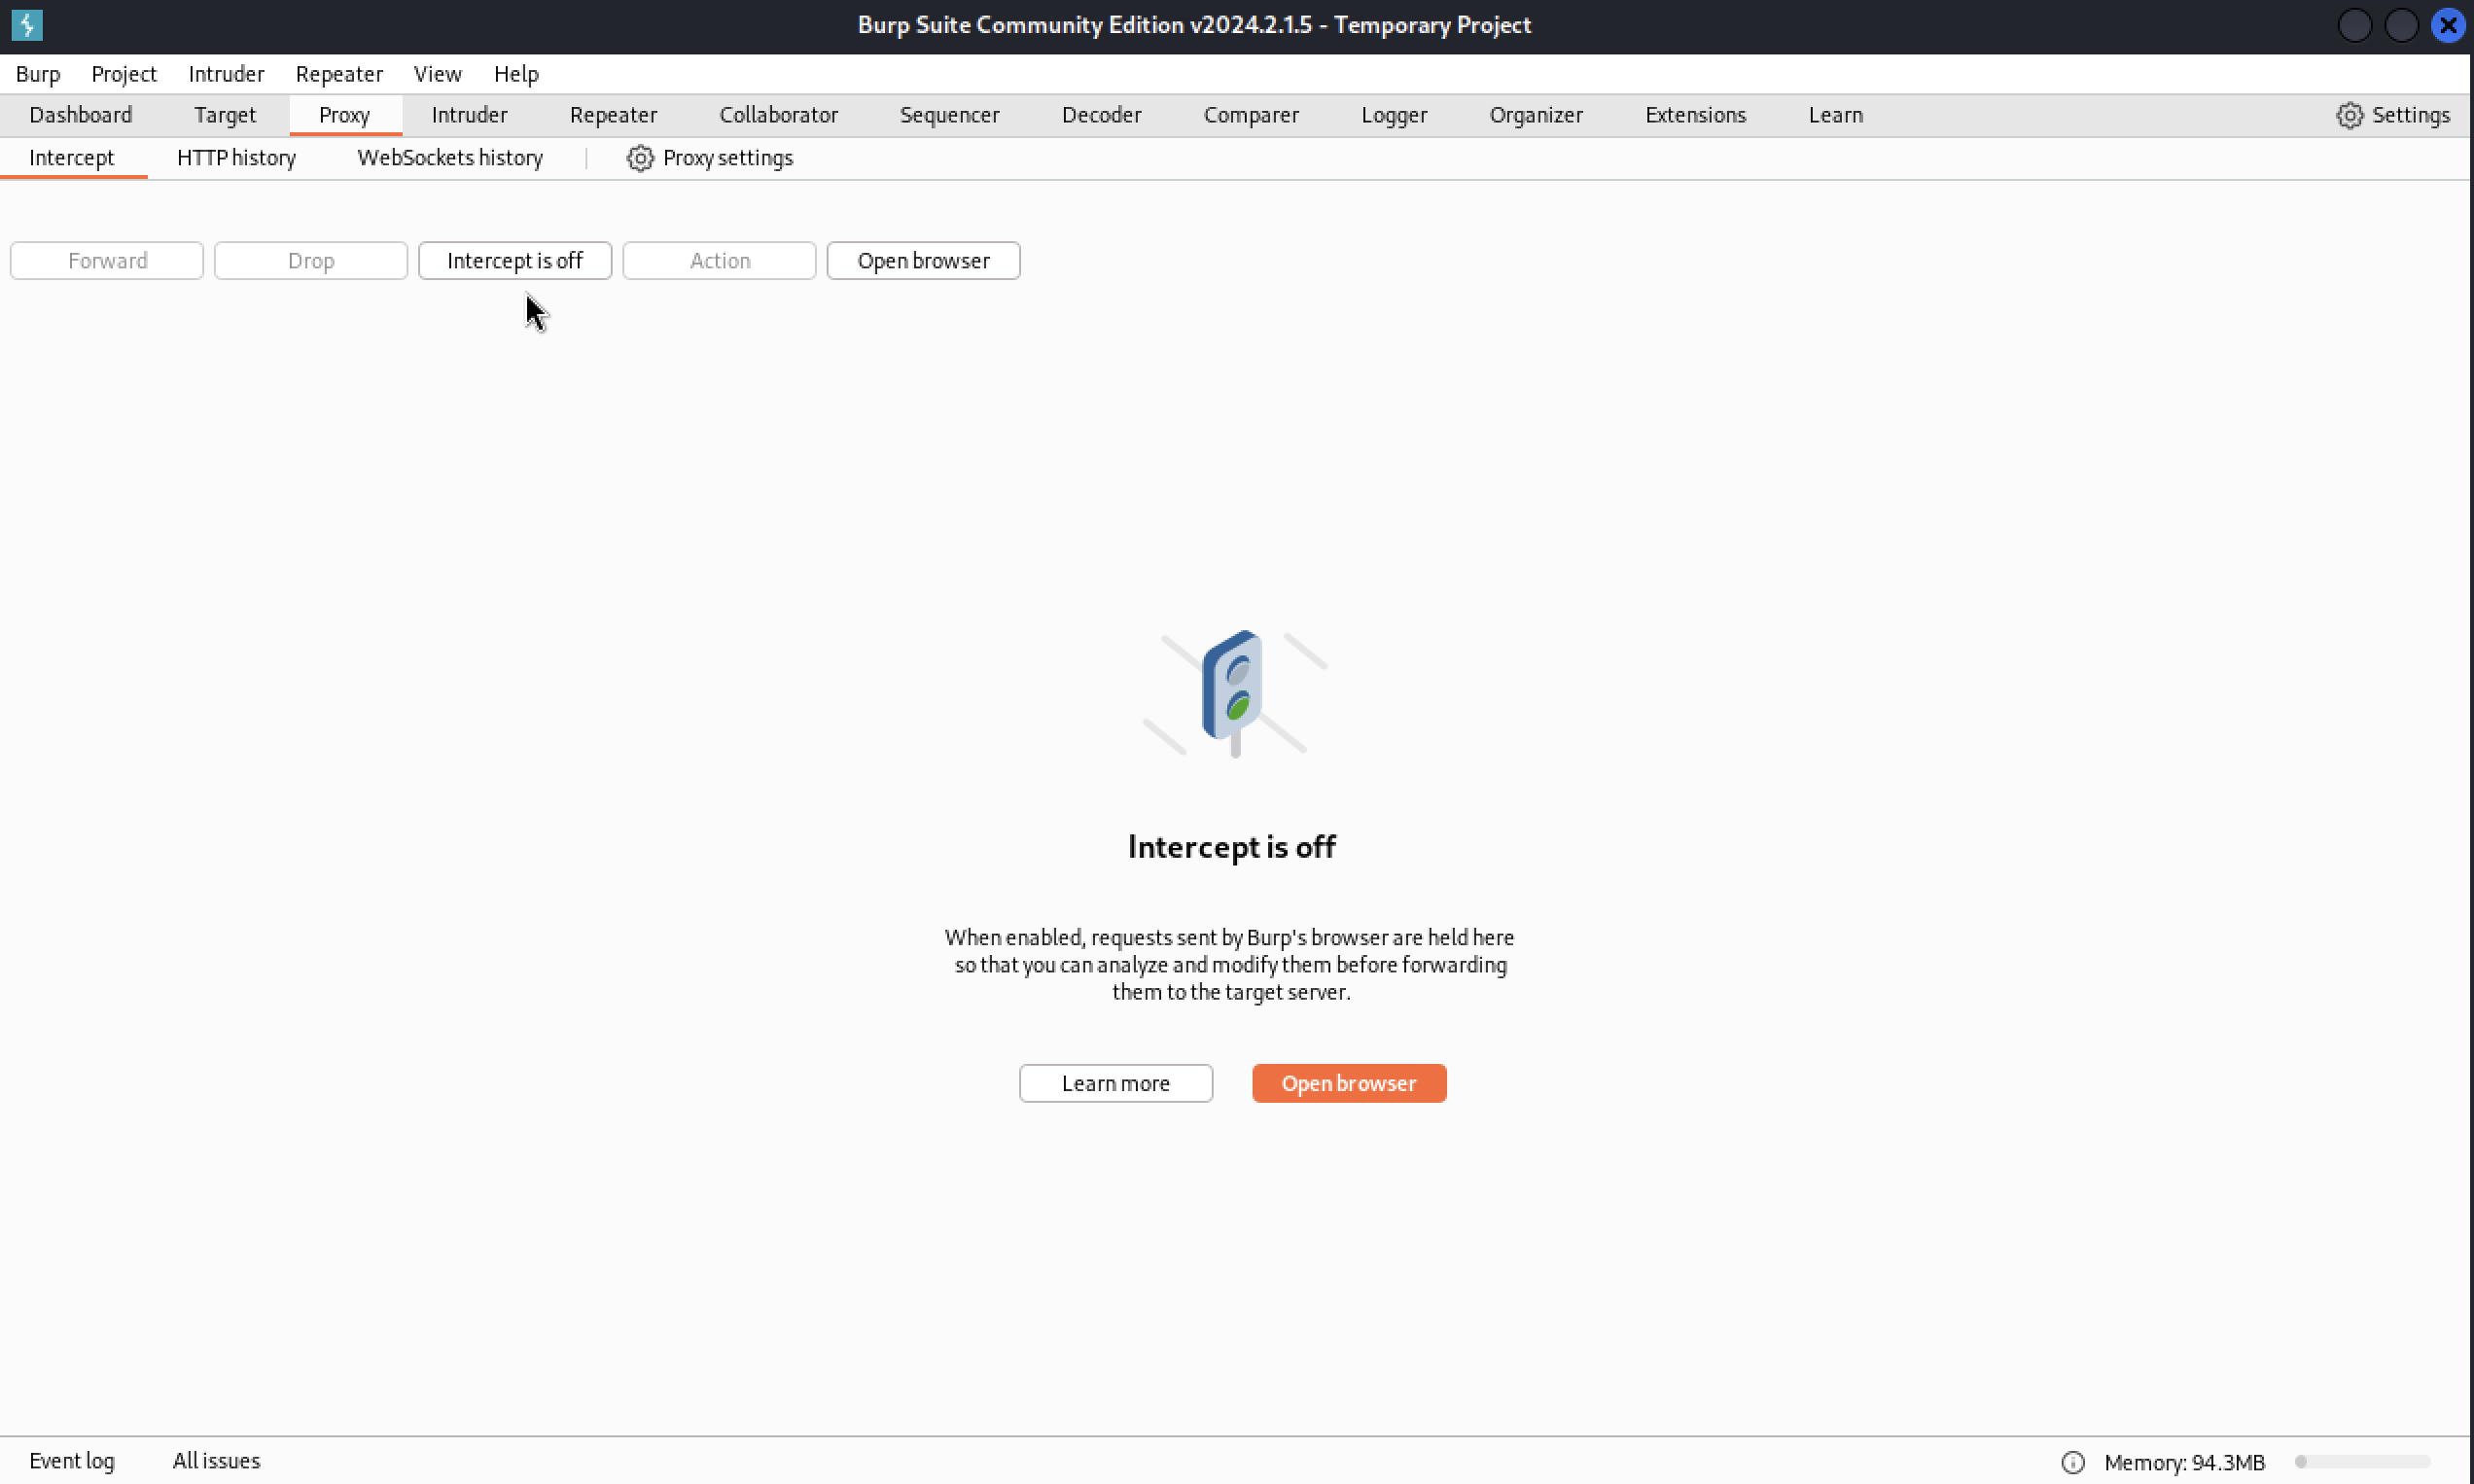 Burp Suite Community Edition v2024.2.1.5 - Temporary Project
Burp Project Intruder Repeater View Help
Dashboard Target Proxy Intruder Repeater Collaborator Sequencer Decoder Comparer Logger Organizer Extensions Learn Settings
Intercept HTTP history WebSockets history Proxy settings
Forward Drop Intercept is off Action Open browser
Intercept is off
When enabled, requests sent by Burp's browser are held here
so that you can analyze and modify them before forwarding
them to the target server.
Learn more Open browser
Event log All issues Memory: 94.3MB